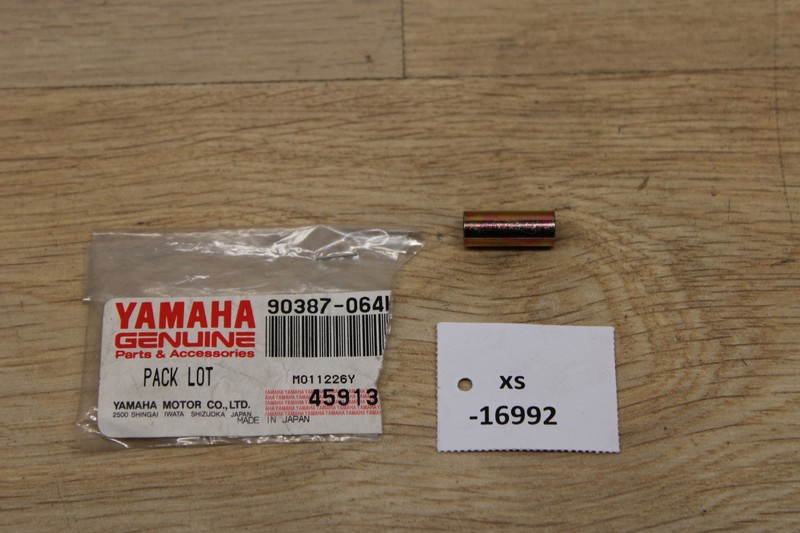 YAMAHA
GENUINE
Parts & Accessories
90387-064
PACK LOT
M011226Y
45913
YAMAHA MOTOR CO.,LTD.
2500 SHINGAI IWATA SHIZUOKA JAPAN
MADE IN JAPAN
XS
-16992